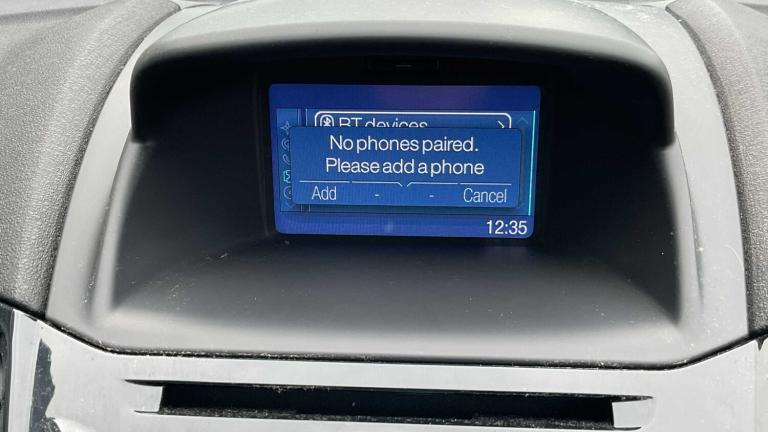 BT devices
No phones paired.
Please add a phone
Add - - Cancel
12:35